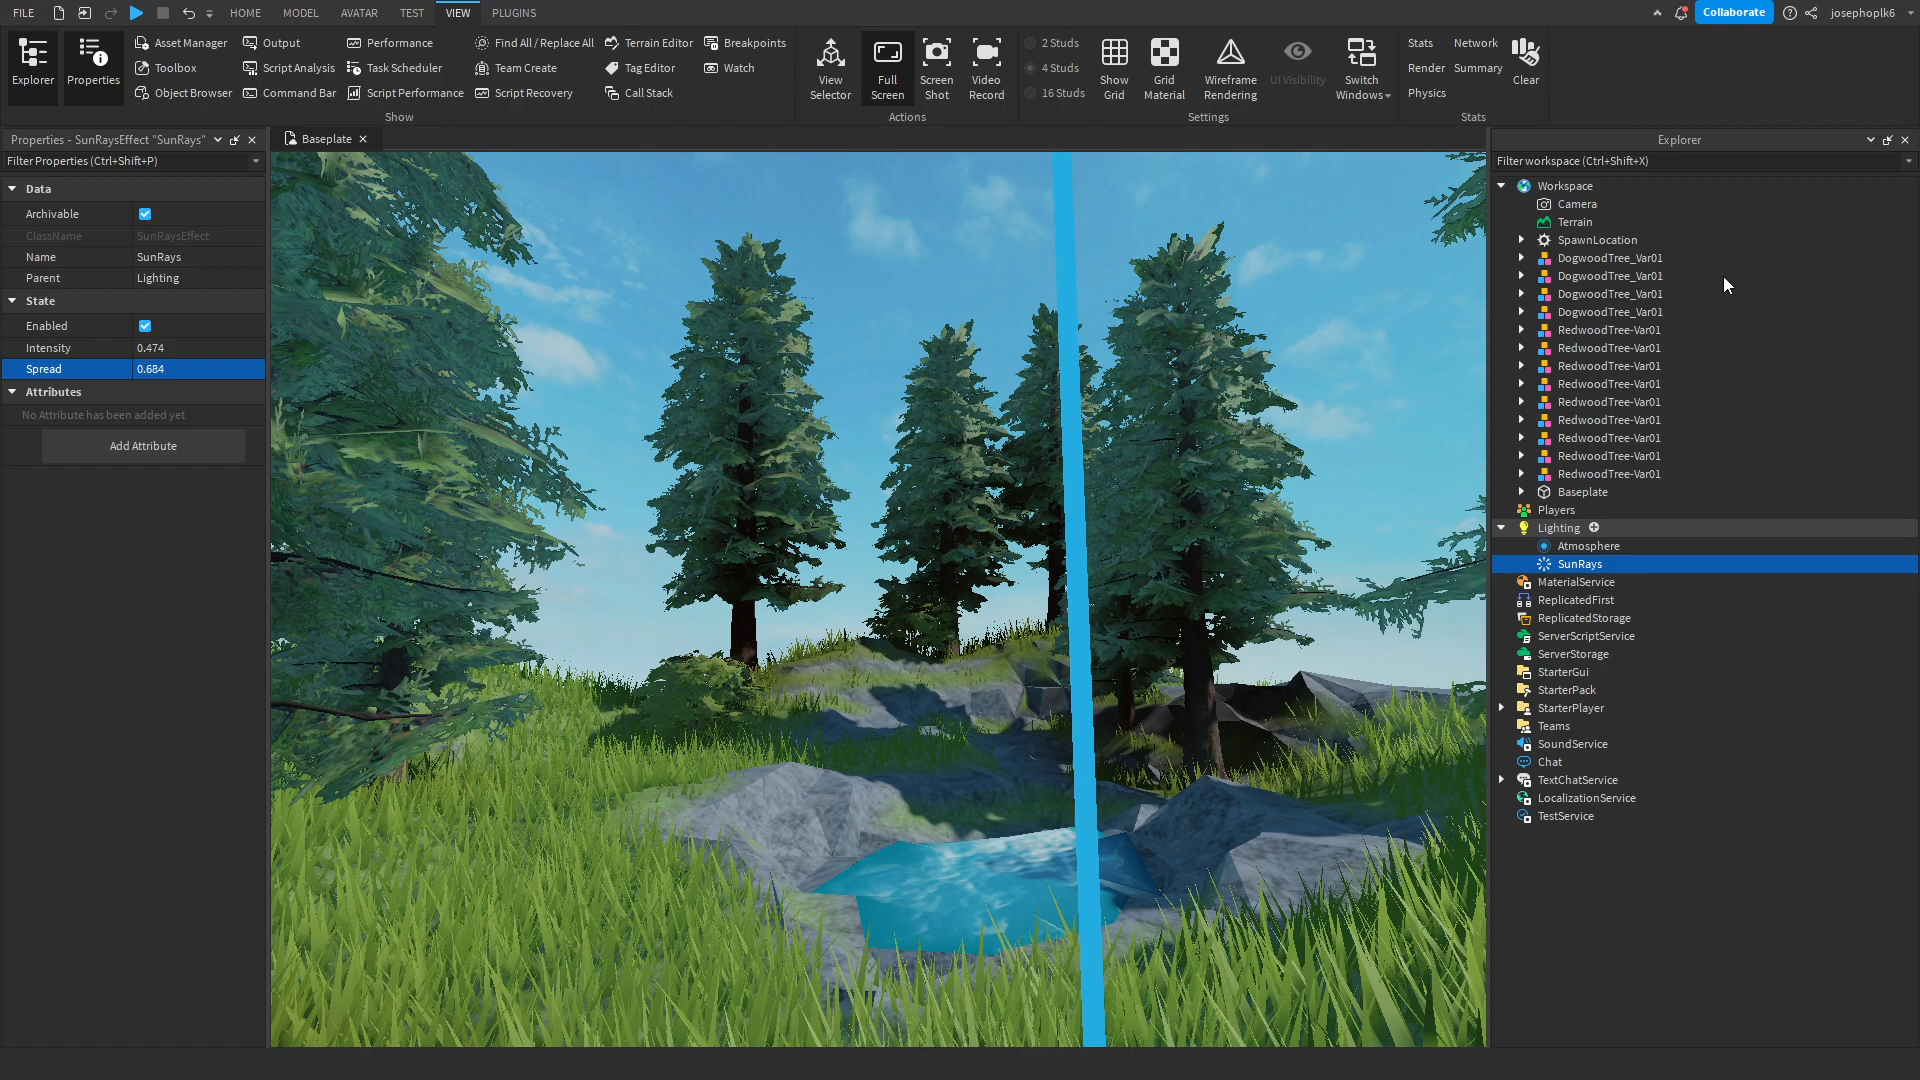 FILE HOME MODEL AVATAR TEST VIEW PLUGINS Collaborate josephoplk6
Explorer
Properties
Asset Manager
Toolbox
Object Browser
Output
Script Analysis
Command Bar
Performance
Task Scheduler
Script Performance
Find All / Replace All
Team Create
Script Recovery
Terrain Editor
Tag Editor
Call Stack
Breakpoints
Watch
Show
View
Selector
Full
Screen
Screen
Shot
Video
Record
Actions
2 Studs
4 Studs
16 Studs
Show
Grid
Grid
Material
Wireframe
Rendering
UI Visibility
Switch
Windows
Settings
Stats
Render
Physics
Network
Summary
Clear
Stats
Properties - SunRaysEffect "SunRays"
Filter Properties (Ctrl+Shift+P)
Data
Archivable
ClassName SunRaysEffect
Name SunRays
Parent Lighting
State
Enabled
Intensity 0.474
Spread 0.684
Attributes
No Attribute has been added yet
Add Attribute
Baseplate
Explorer
Filter workspace (Ctrl+Shift+X)
Workspace
Camera
Terrain
SpawnLocation
DogwoodTree_Var01
DogwoodTree_Var01
DogwoodTree_Var01
DogwoodTree_Var01
RedwoodTree-Var01
RedwoodTree-Var01
RedwoodTree-Var01
RedwoodTree-Var01
RedwoodTree-Var01
RedwoodTree-Var01
RedwoodTree-Var01
RedwoodTree-Var01
RedwoodTree-Var01
Baseplate
Players
Lighting
Atmosphere
SunRays
MaterialService
ReplicatedFirst
ReplicatedStorage
ServerScriptService
ServerStorage
StarterGui
StarterPack
StarterPlayer
Teams
SoundService
Chat
TextChatService
LocalizationService
TestService